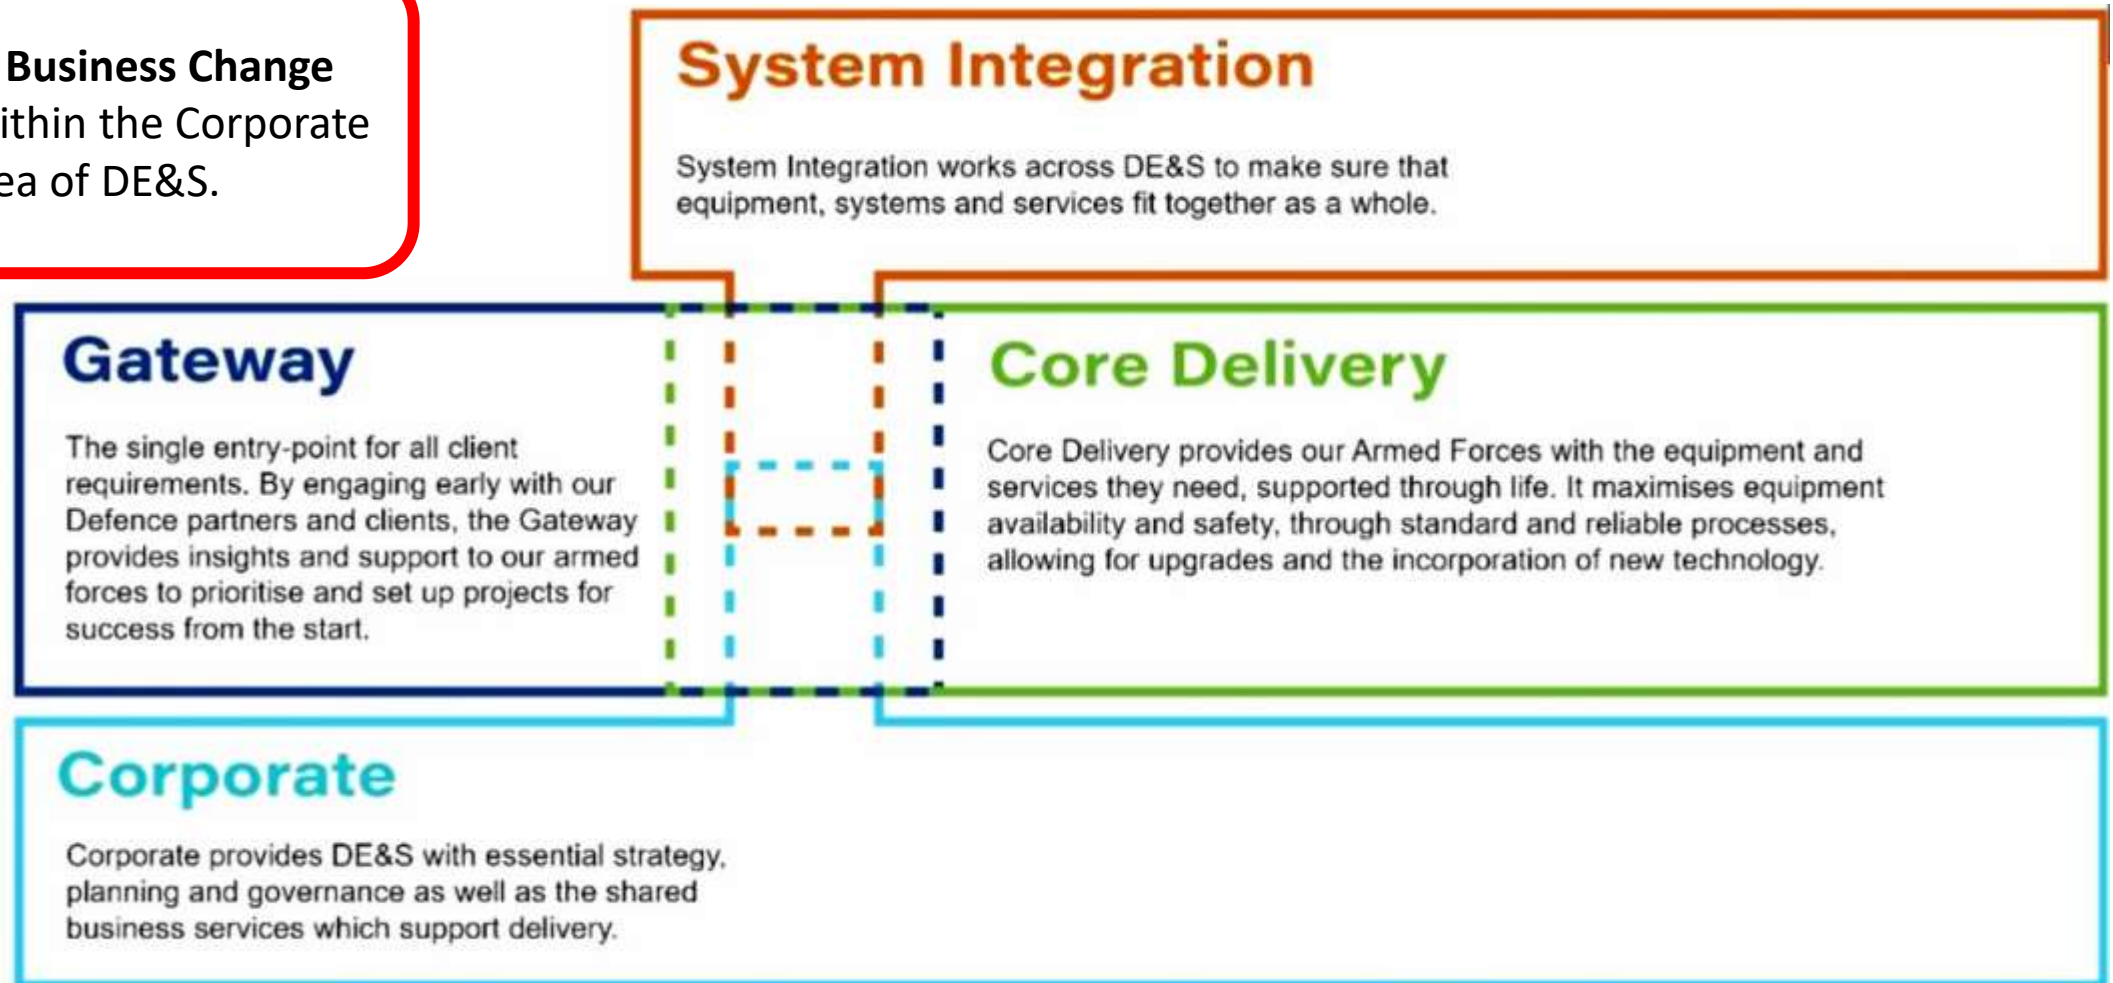 Business Change
ithin the Corporate
ea of DE&S.
System Integration
System Integration works across DE&S to make sure that
equipment, systems and services fit together as a whole.
Gateway
The single entry-point for all client
requirements. By engaging early with our
Defence partners and clients, the Gateway
provides insights and support to our armed
forces to prioritise and set up projects for
success from the start.
Core Delivery
Core Delivery provides our Armed Forces with the equipment and
services they need, supported through life. It maximises equipment
availability and safety, through standard and reliable processes,
allowing for upgrades and the incorporation of new technology.
Corporate
Corporate provides DE&S with essential strategy,
planning and governance as well as the shared
business services which support delivery.